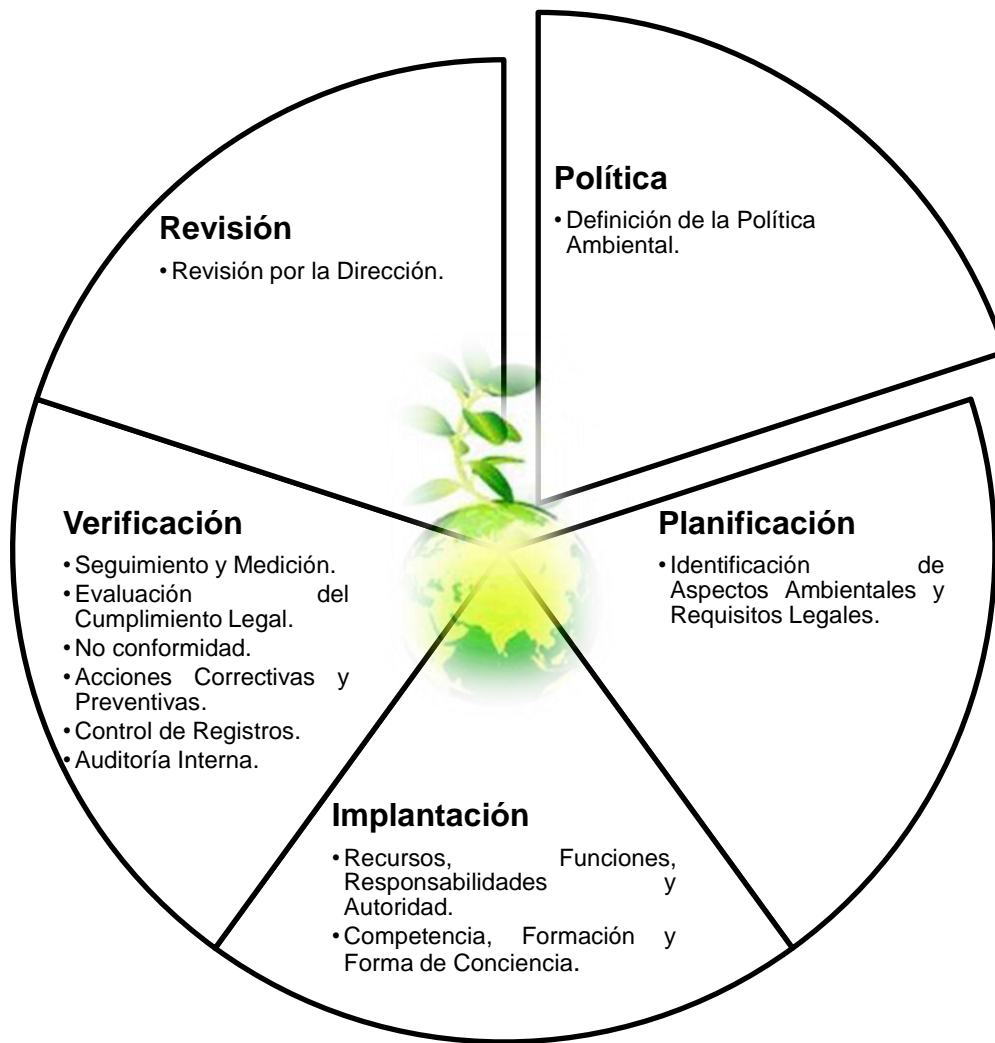 Política
• Definición de la Política
Ambiental.
Planificación
• Identificación de
Aspectos Ambientales y
Requisitos Legales.
Implantación
• Recursos, Funciones,
Responsabilidades y
Autoridad.
• Competencia, Formación y
Forma de Conciencia.
Verificación
• Seguimiento y Medición.
• Evaluación del
Cumplimiento Legal.
• No conformidad.
• Acciones Correctivas y
Preventivas.
• Control de Registros.
• Auditoría Interna.
Revisión
• Revisión por la Dirección.